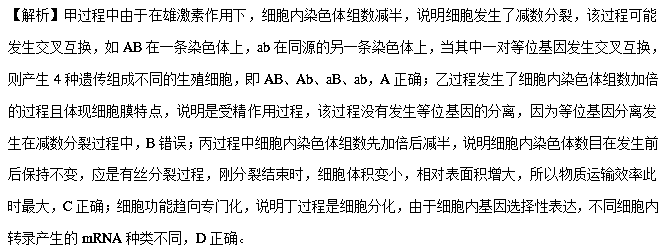 【解析】甲过程中由于在雄激素作用下，细胞内染色体组数减半，说明细胞发生了减数分裂，该过程可能
发生交叉互换，如 AB 在一条染色体上，ab 在同源的另一条染色体上，当其中一对等位基因发生交叉互换，
则产生 4 种遗传组成不同的生殖细胞，即 AB、Ab、aB、ab，A 正确；乙过程发生了细胞内染色体组数加倍
的过程且体现细胞膜特点，说明是受精作用过程，该过程没有发生等位基因的分离，因为等位基因分离发
生在减数分裂过程中，B 错误；丙过程中细胞内染色体组数先加倍后减半，说明细胞内染色体数目在发生前
后保持不变，应是有丝分裂过程，刚分裂结束时，细胞体积变小，相对表面积增大，所以物质运输效率此
时最大，C 正确；细胞功能趋向专门化，说明丁过程是细胞分化，由于细胞内基因选择性表达，不同细胞内
转录产生的 mRNA 种类不同，D 正确。